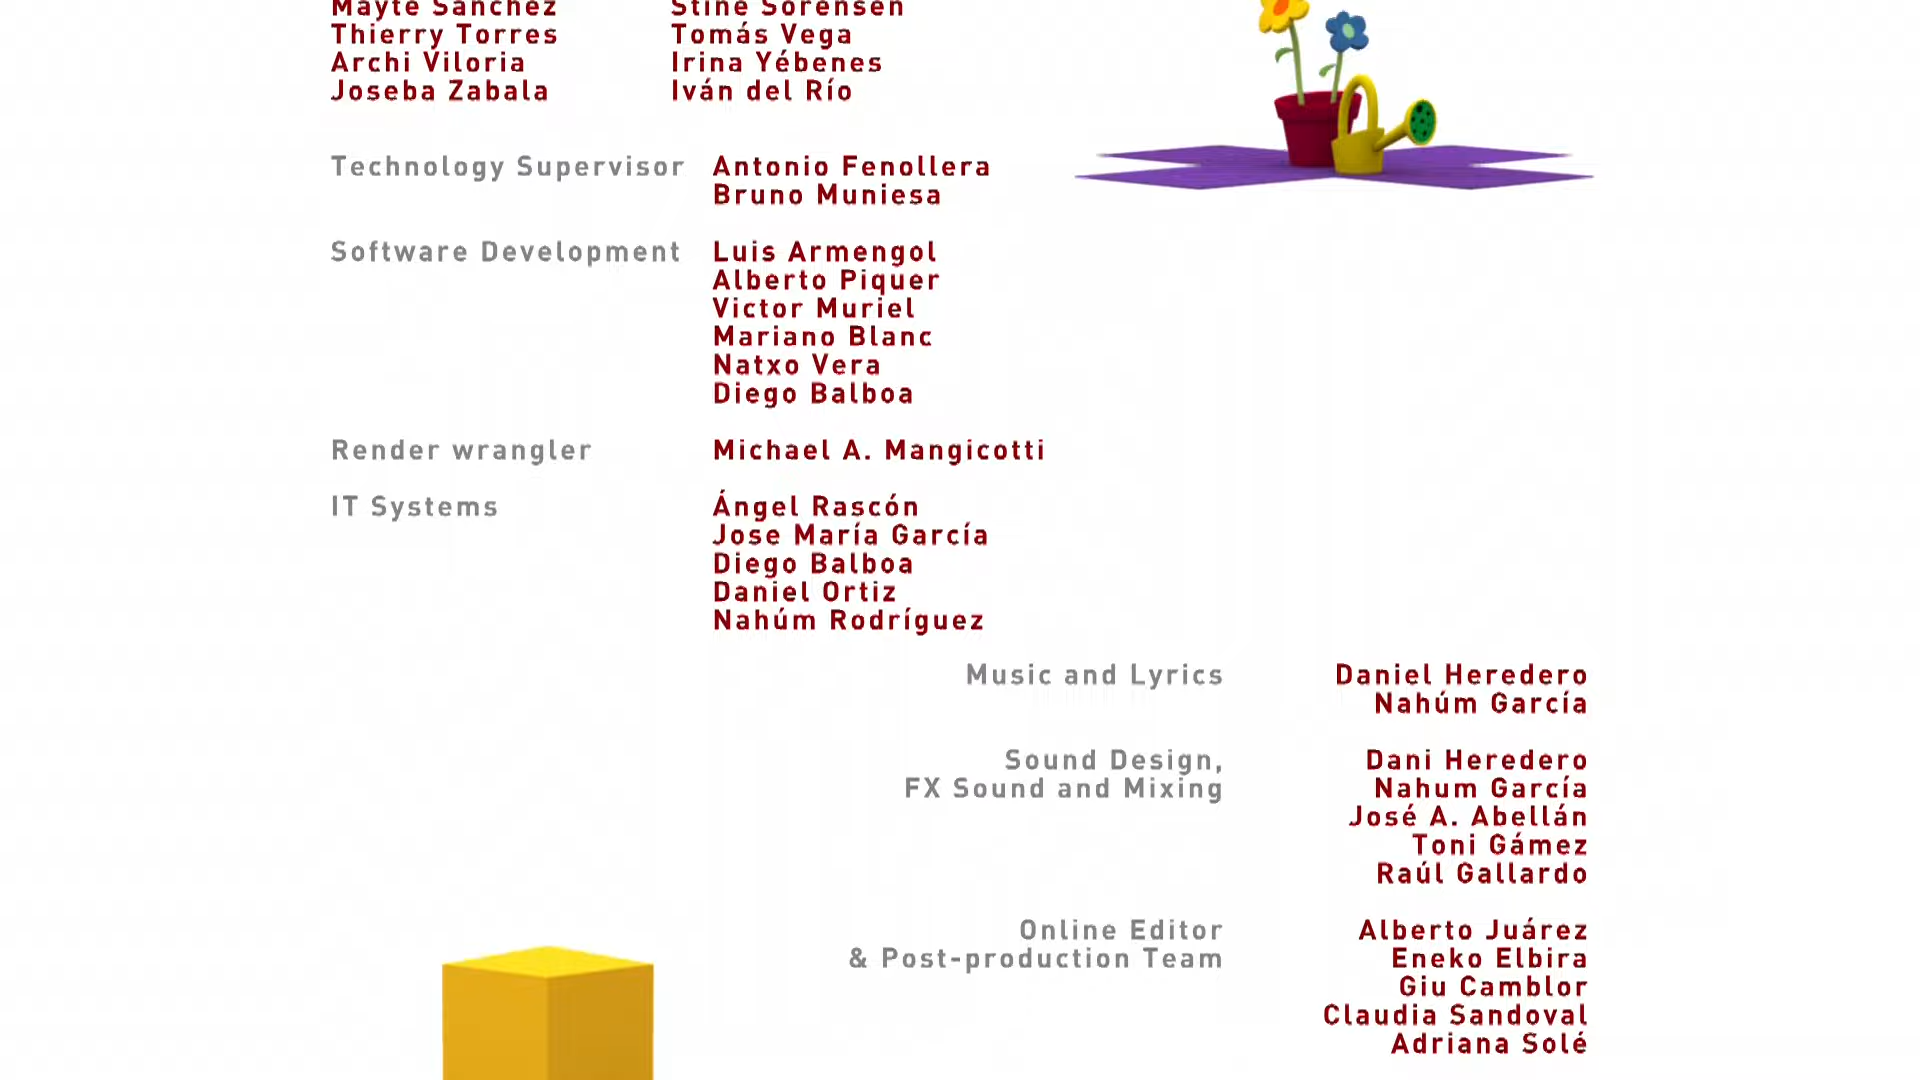 Mayte Sánchez Stine Sorensen
Thierry Torres Tomás Vega
Archi Viloria Irina Yébenes
Joseba Zabala Iván del Río
Technology Supervisor Antonio Fenollera
Bruno Muniesa
Software Development Luis Armengol
Alberto Piquer
Victor Muriel
Mariano Blanc
Natxo Vera
Diego Balboa
Render wrangler Michael A. Mangicotti
IT Systems Ángel Rascón
Jose María García
Diego Balboa
Daniel Ortiz
Nahúm Rodríguez
Music and Lyrics Daniel Heredero
Nahúm García
Sound Design, Dani Heredero
FX Sound and Mixing Nahum García
José A. Abellán
Toni Gámez
Raúl Gallardo
Online Editor Alberto Juárez
& Post-production Team Eneko Elbira
Giu Camblor
Claudia Sandoval
Adriana Solé